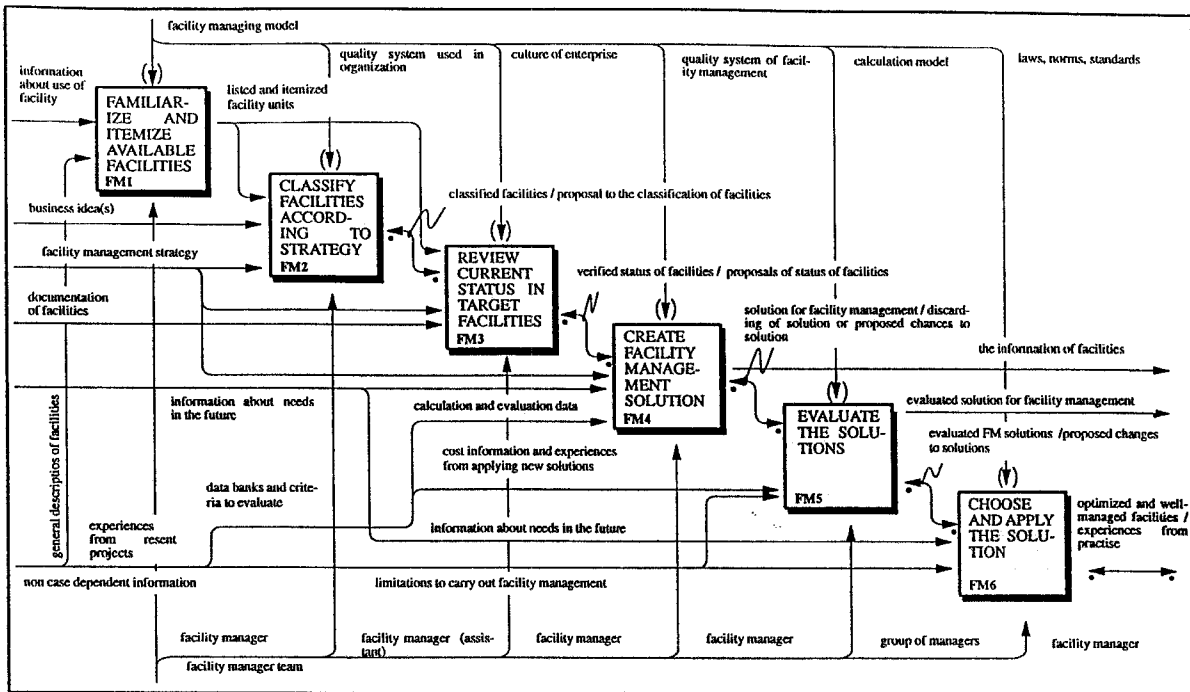 facility managing model
quality system used in
organization
culture of enterprise
quality system of facil-
ity management
calculation model
laws, norms, standards
information
about use of
facility
FAMILIAR-
IZE AND
ITEMIZE
AVAILABLE
FACILITIES
FM1
listed and itemized
facility units
( )
CLASSIFY
FACILITIES
ACCORD-
ING TO
STRATEGY
FM2
classified facilities / proposal to the classification of facilities
business idea(s)
facility management strategy
( )
REVIEW
CURRENT
STATUS IN
TARGET
FACILITIES
FM3
verified status of facilities / proposals of status of facilities
documentation
of facilities
( )
CREATE
FACILITY
MANAGE-
MENT
SOLUTION
FM4
solution for facility management / discard-
ing of solution or proposed chances to
solution
the information of facilities
information about needs
in the future
calculation and evaluation data
( )
EVALUATE
THE SOLU-
TIONS
FM5
evaluated solution for facility management
evaluated FM solutions /proposed changes
to solutions
cost information and experiences
from applying new solutions
general descriptios of facilities
data banks and crite-
ria to evaluate
( )
CHOOSE
AND APPLY
THE SOLU-
TION
FM6
optimized and well-
managed facilities /
experiences from
practise
experiences
from resent
projects
information about needs in the future
non case dependent information
limitations to carry out facility management
facility manager
facility manager team
facility manager (assis-
tant)
facility manager
facility manager
group of managers
facility manager